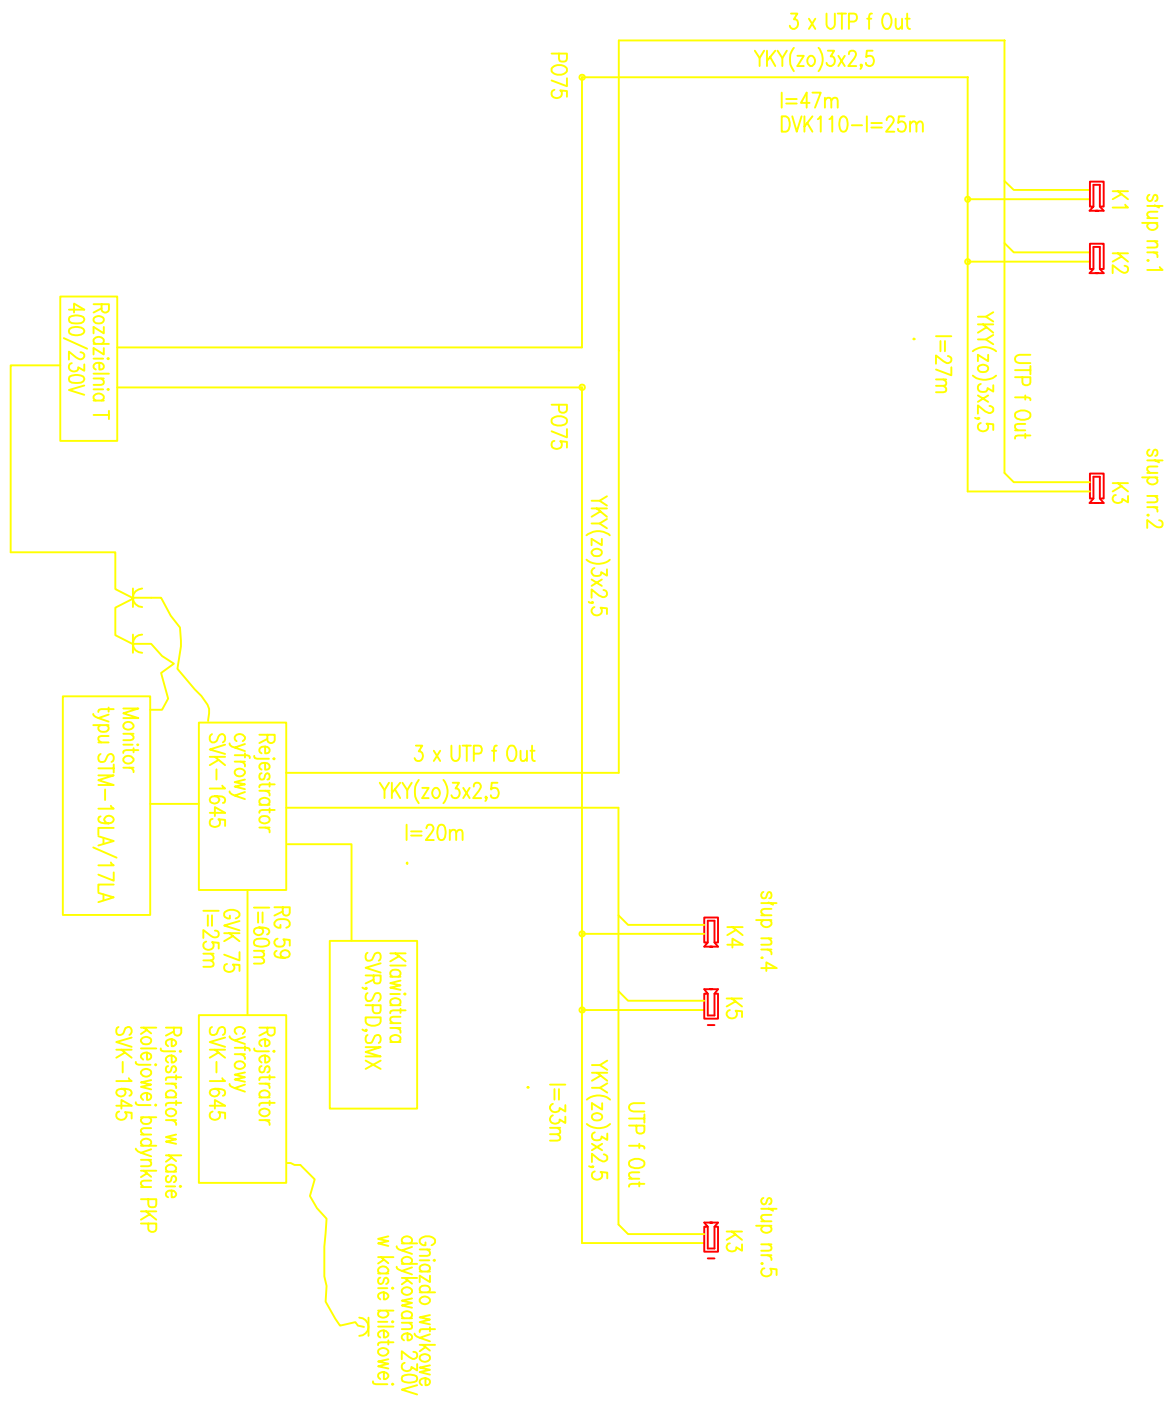 3 x UTP f Out
YKY(zo)3x2,5
l=47m
DVK110-l=25m
PO75
słup nr.1
K1
K2
YKY(zo)3x2,5
l=27m
UTP f Out
słup nr.2
K3
Rozdzielnia T
400/230V
PO75
YKY(zo)3x2,5
Monitor
typu STM-19LA/17LA
Rejestrator
cyfrowy
SVK-1645
3 x UTP f Out
YKY(zo)3x2,5
l=20m
słup nr.4
K4
K5
RG 59
l=60m
GVK 75
l=25m
Klawiatura
SVR,SPD,SMX
Rejestrator
cyfrowy
SVK-1645
Rejestrator w kasie
kolejowej budynku PKP
SVK-1645
YKY(zo)3x2,5
l=33m
UTP f Out
słup nr.5
K3
Gniazdo wtykowe
dydykowane 230V
w kasie biletowej